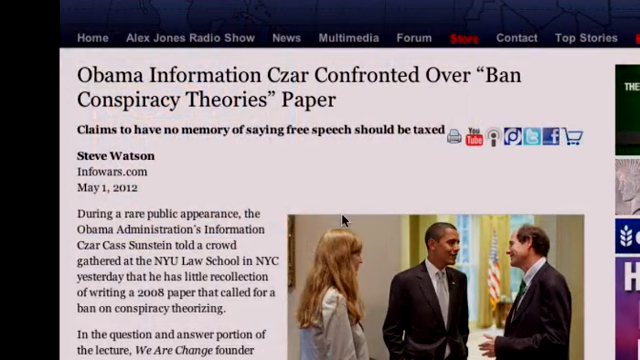 Home Alex Jones Radio Show News Multimedia Forum Store Contact Top Stories
Obama Information Czar Confronted Over “Ban
Conspiracy Theories” Paper
Claims to have no memory of saying free speech should be taxed
You
Tube
Steve Watson
Infowars.com
May 1, 2012
During a rare public appearance, the
Obama Administration’s Information
Czar Cass Sunstein told a crowd
gathered at the NYU Law School in NYC
yesterday that he has little recollection
of writing a 2008 paper that called for a
ban on conspiracy theorizing.
In the question and answer portion of
the lecture, We Are Change founder
THE